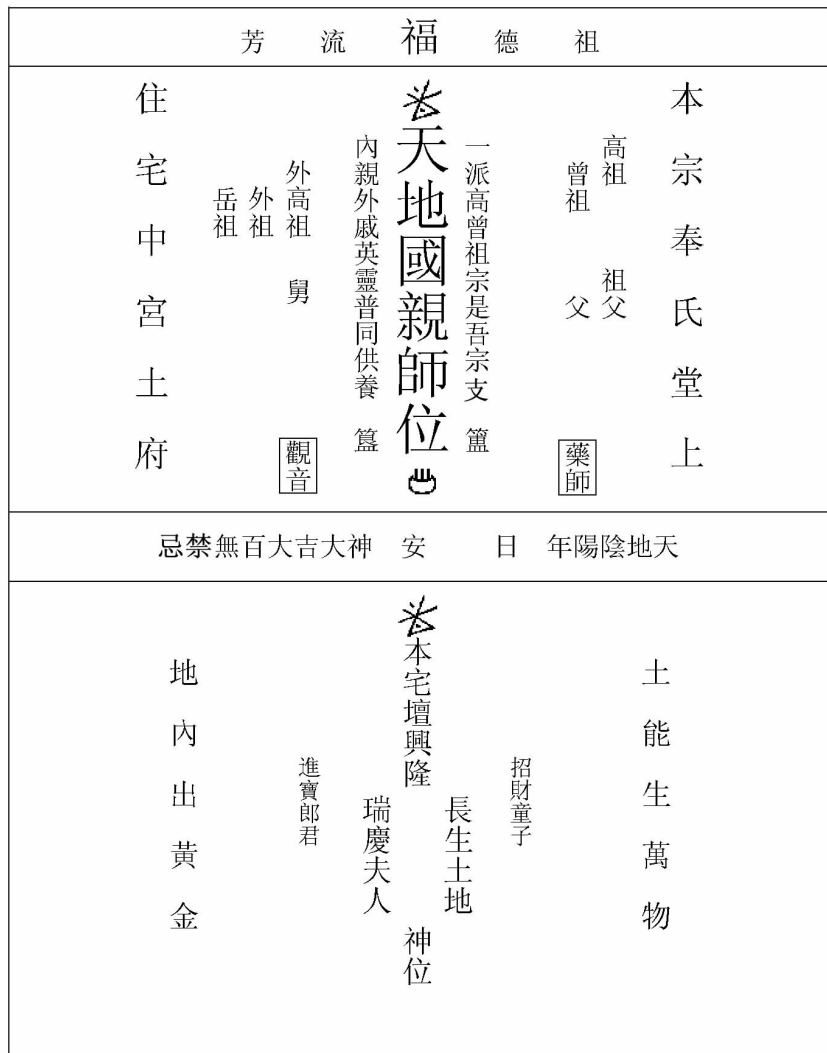 祖德福流芳
本宗奉氏堂上
高祖 祖父
曾祖 父
藥師
一派高曾祖宗是吾宗支
天地國親師位
內親外戚英靈普同供養
外高祖 舅
觀音
外祖
岳祖
住宅中宮土府
天地陰陽年 日 安 神大吉大百無禁忌
土能生萬物
招財童子
長生土地
本宅壇興隆 神位
瑞慶夫人
進寶郎君
地內出黃金